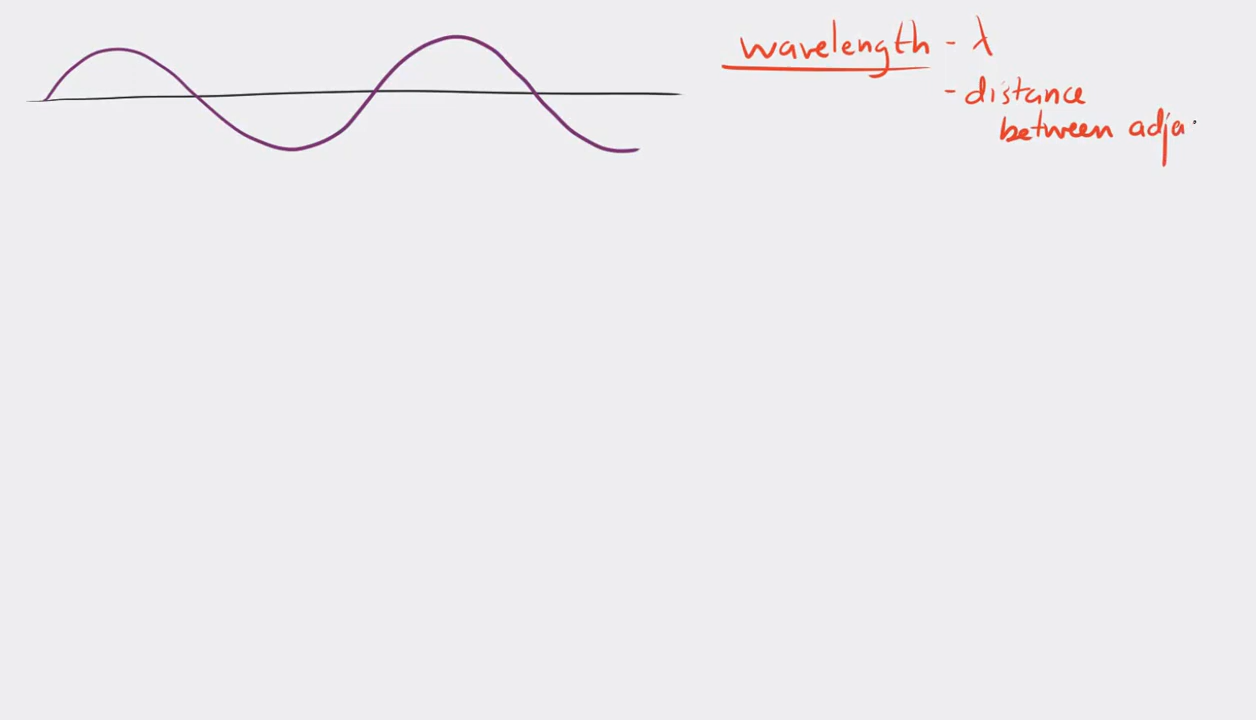 wavelength - λ
- distance
between adja